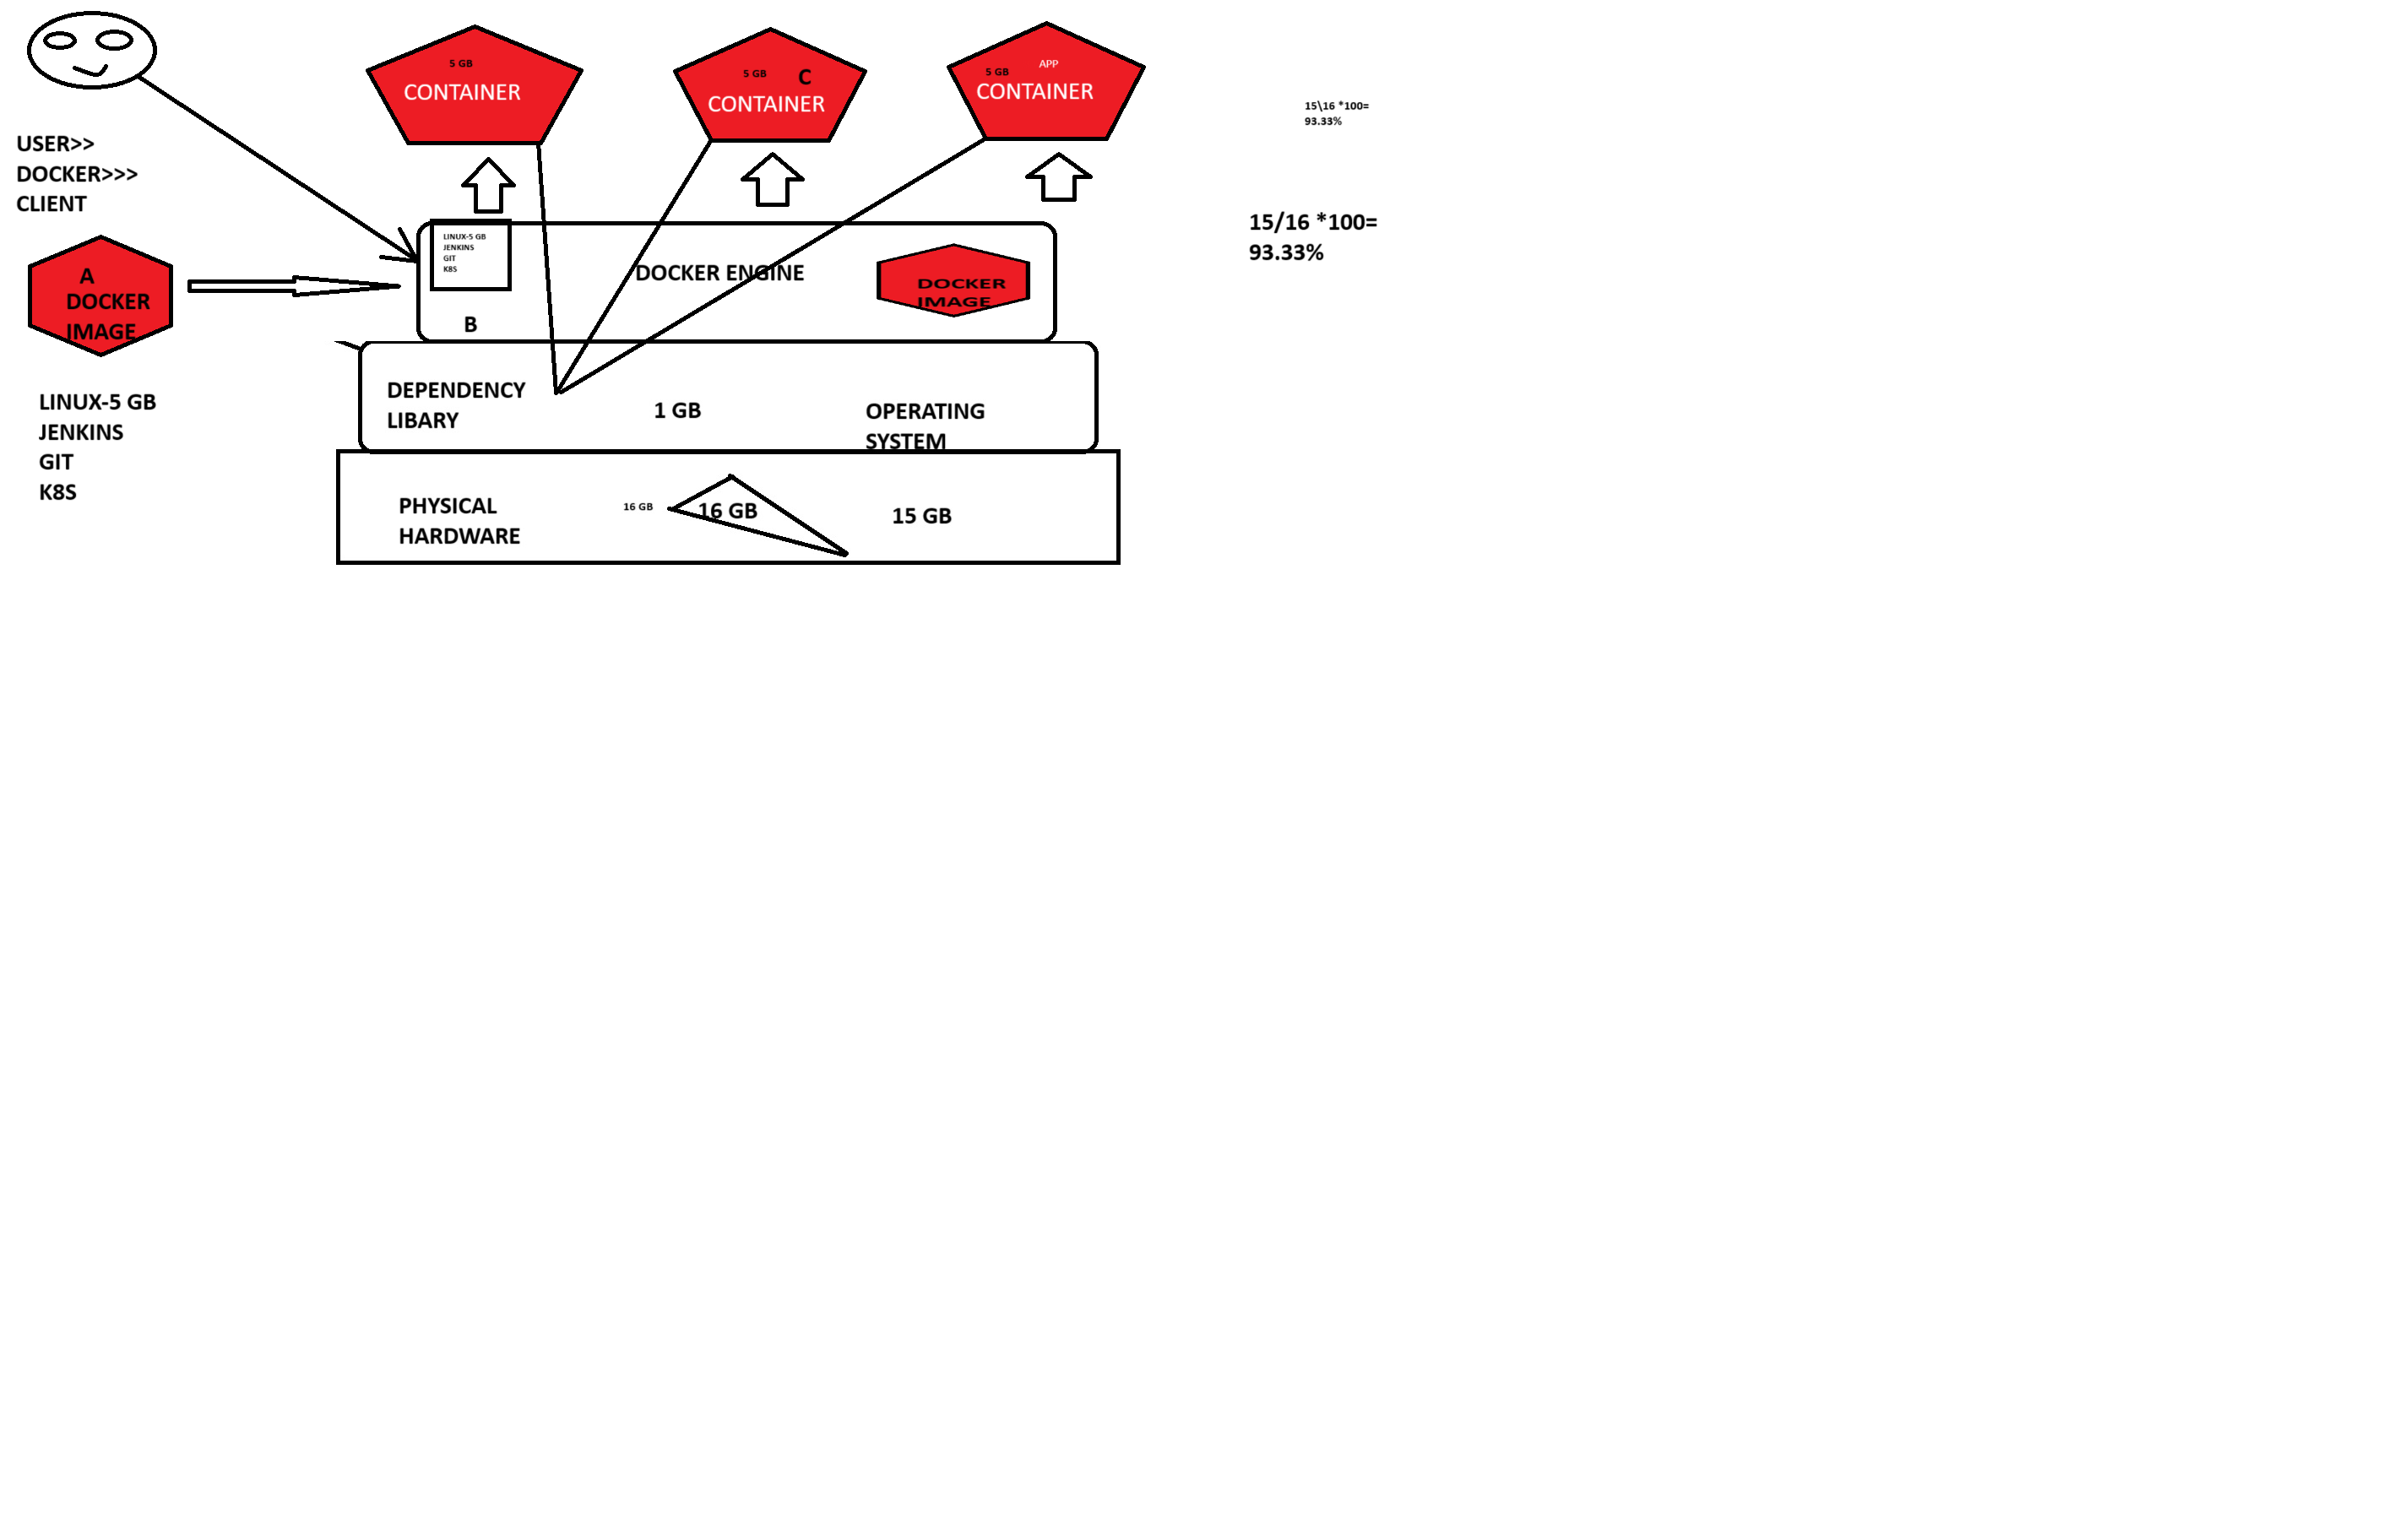 5 GB
CONTAINER
5 GB
C
CONTAINER
APP
5 GB
CONTAINER
15\16 *100=
93.33%
USER>>
DOCKER>>>
CLIENT
15/16 *100=
93.33%
LINUX-5 GB
JENKINS
GIT
K8S
DOCKER ENGINE
DOCKER
IMAGE
A
DOCKER
IMAGE
B
DEPENDENCY
LIBARY
1 GB
OPERATING
SYSTEM
LINUX-5 GB
JENKINS
GIT
K8S
PHYSICAL
HARDWARE
16 GB
16 GB
15 GB